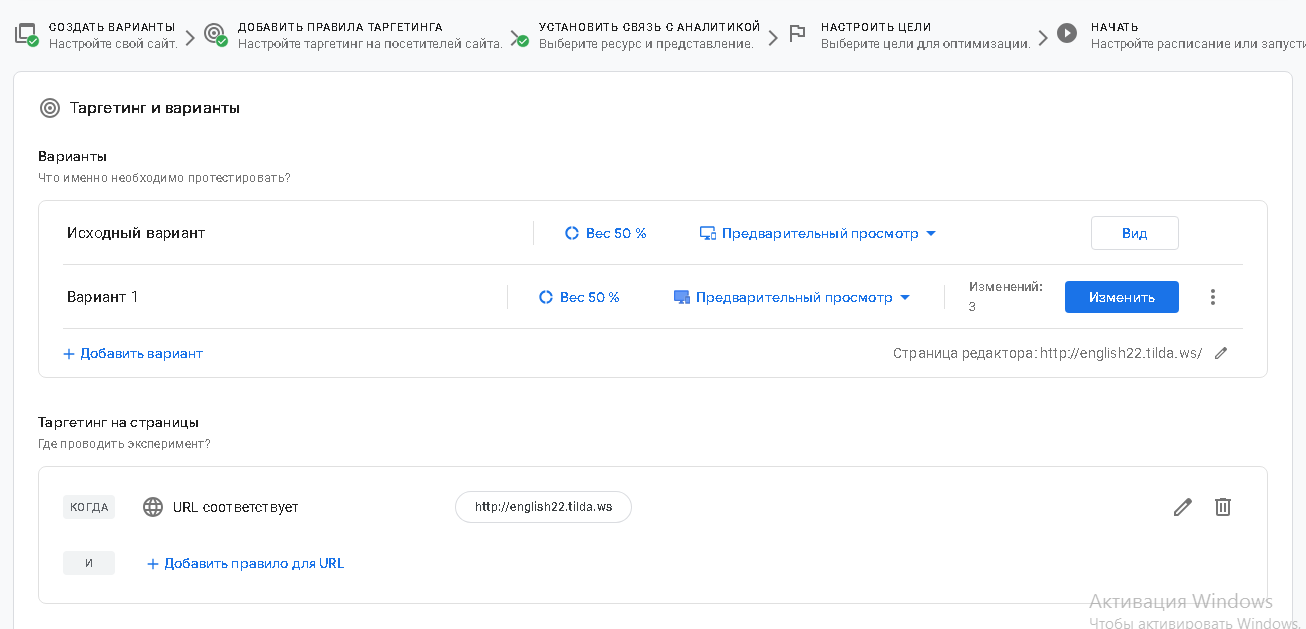 СОЗДАТЬ ВАРИАНТЫ
Настройте свой сайт.
ДОБАВИТЬ ПРАВИЛА ТАРГЕТИНГА
Настройте таргетинг на посетителей сайта.
УСТАНОВИТЬ СВЯЗЬ С АНАЛИТИКОЙ
Выберите ресурс и представление.
НАСТРОИТЬ ЦЕЛИ
Выберите цели для оптимизации.
НАЧАТЬ
Настройте расписание или запусти
Таргетинг и варианты
Варианты
Что именно необходимо протестировать?
Исходный вариант Вес 50 % Предварительный просмотр Вид
Вариант 1 Вес 50 % Предварительный просмотр Изменений: 3 Изменить
+ Добавить вариант Страница редактора: http://english22.tilda.ws/
Таргетинг на страницы
Где проводить эксперимент?
КОГДА URL соответствует http://english22.tilda.ws
И + Добавить правило для URL
Активация Windows
Чтобы активировать Windows,